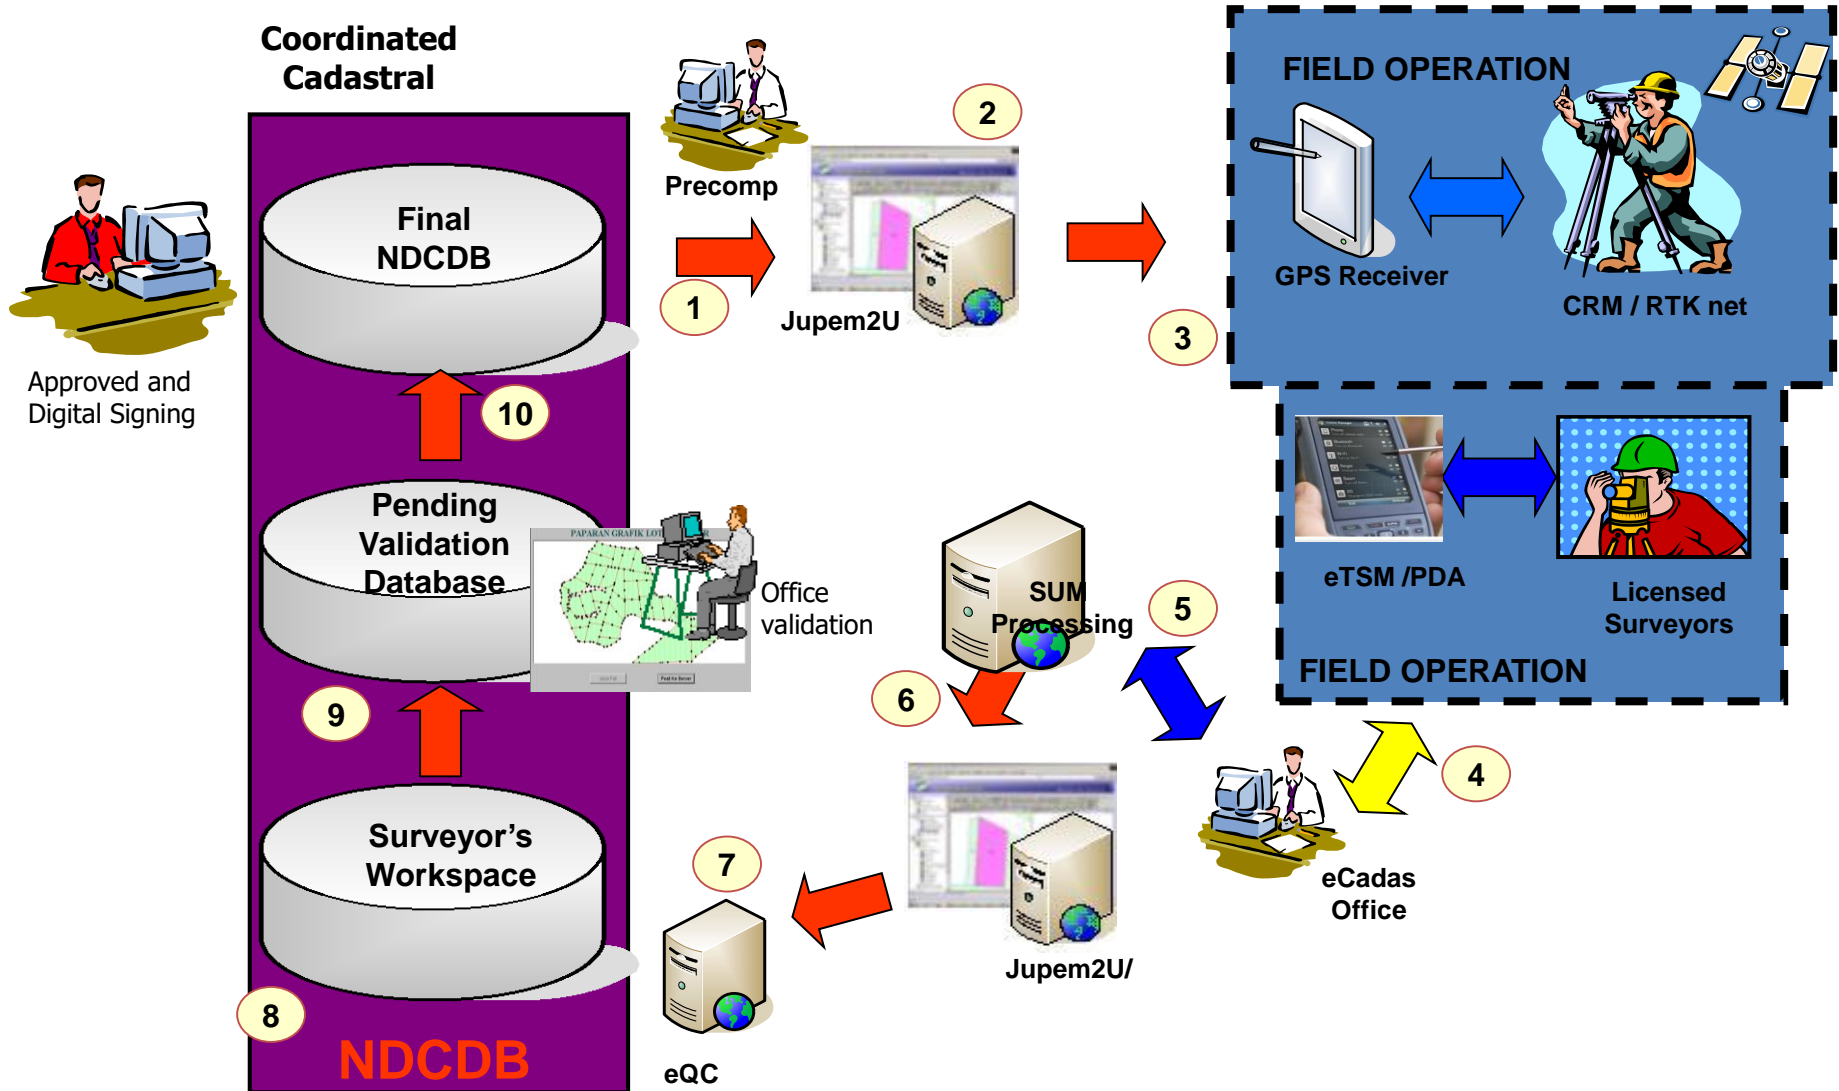 Coordinated
Cadastral
Final
NDCDB
Approved and
Digital Signing
10
Pending
Validation
Database
PAPARAN GRAFIK LOT
Office
validation
9
Surveyor's
Workspace
8
NDCDB
Precomp
1
2
Jupem2U
3
FIELD OPERATION
GPS Receiver
CRM / RTK net
eTSM /PDA
Licensed
Surveyors
FIELD OPERATION
4
SUM
Processing
5
6
eCadas
Office
Jupem2U/
7
eQC